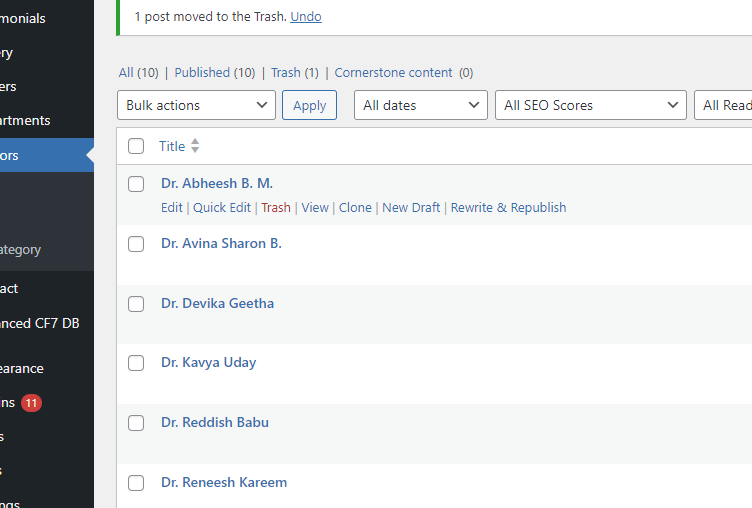 1 post moved to the Trash. Undo
All (10) | Published (10) | Trash (1) | Cornerstone content (0)
Bulk actions Apply All dates All SEO Scores All Read
Title
Dr. Abheesh B. M.
Edit | Quick Edit | Trash | View | Clone | New Draft | Rewrite & Republish
Dr. Avina Sharon B.
Dr. Devika Geetha
Dr. Kavya Uday
Dr. Reddish Babu
Dr. Reneesh Kareem
monials
ry
ers
artments
ors
ategory
act
nced CF7 DB
earance
ins 11
s
s
ngs